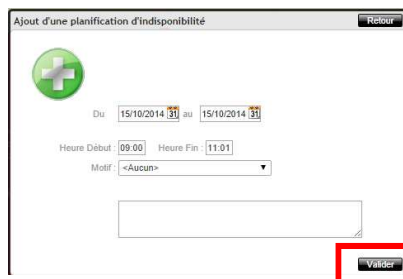 Ajout d'une planification d'indisponibilité Retour
Du 15/10/2014 31 au 15/10/2014 31
Heure Début : 09:00 Heure Fin : 11:01
Motif : <Aucun>
Valider